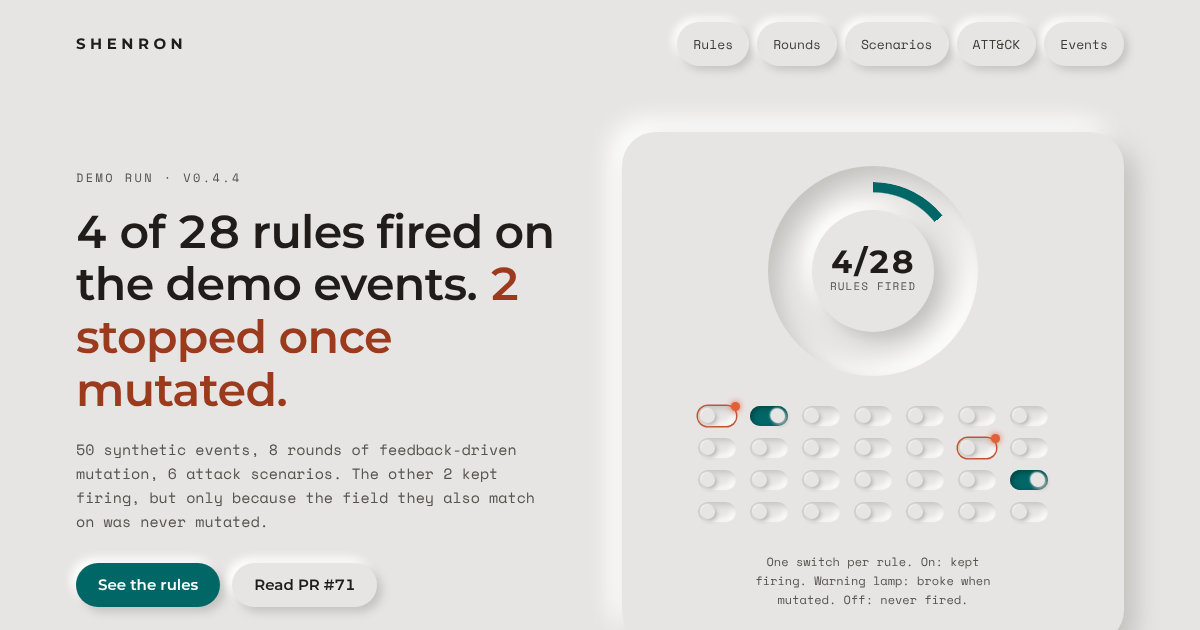 SHENRON
Rules
Rounds
Scenarios
ATT&CK
Events
DEMO RUN · V0.4.4
4 of 28 rules fired on
the demo events. 2
stopped once
mutated.
50 synthetic events, 8 rounds of feedback-driven
mutation, 6 attack scenarios. The other 2 kept
firing, but only because the field they also match
on was never mutated.
See the rules
Read PR #71
4/28
RULES FIRED
One switch per rule. On: kept
firing. Warning lamp: broke when
mutated. Off: never fired.